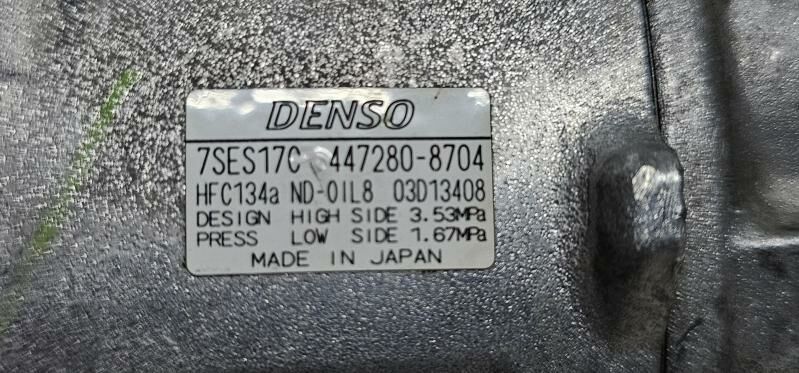 DENSO
7SES17C 447280-8704
HFC134a ND-OIL8 03D13408
DESIGN HIGH SIDE 3.53MPa
PRESS LOW SIDE 1.67MPa
MADE IN JAPAN